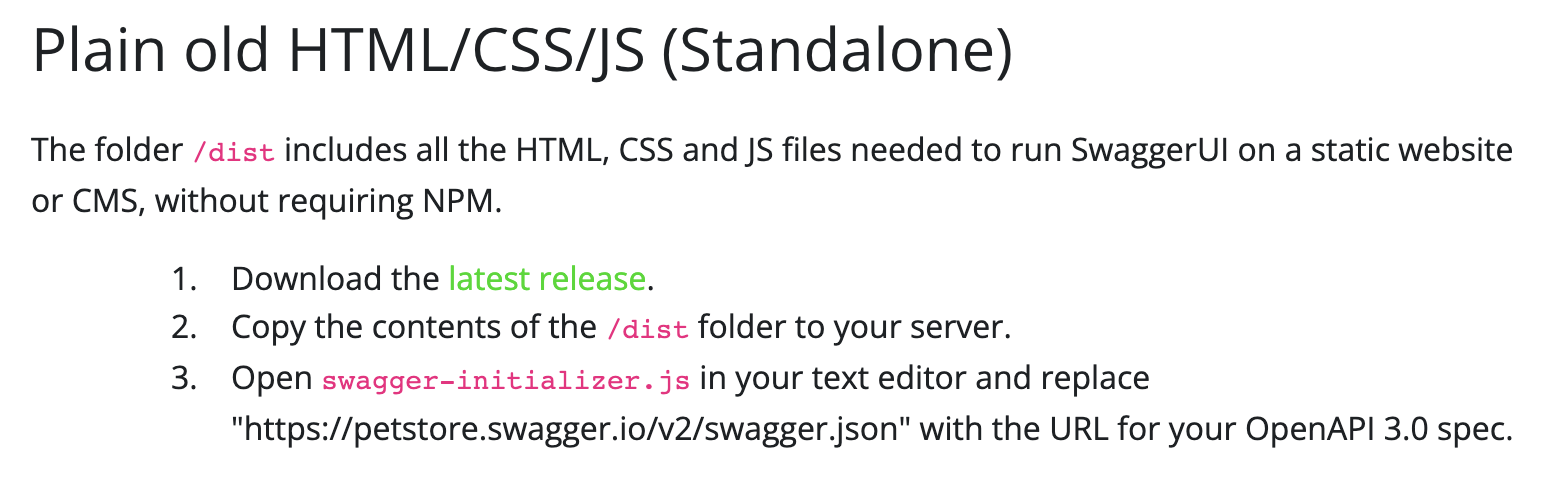 Plain old HTML/CSS/JS (Standalone)
The folder /dist includes all the HTML, CSS and JS files needed to run SwaggerUI on a static website
or CMS, without requiring NPM.
1. Download the latest release.
2. Copy the contents of the /dist folder to your server.
3. Open swagger-initializer.js in your text editor and replace
"https://petstore.swagger.io/v2/swagger.json" with the URL for your OpenAPI 3.0 spec.